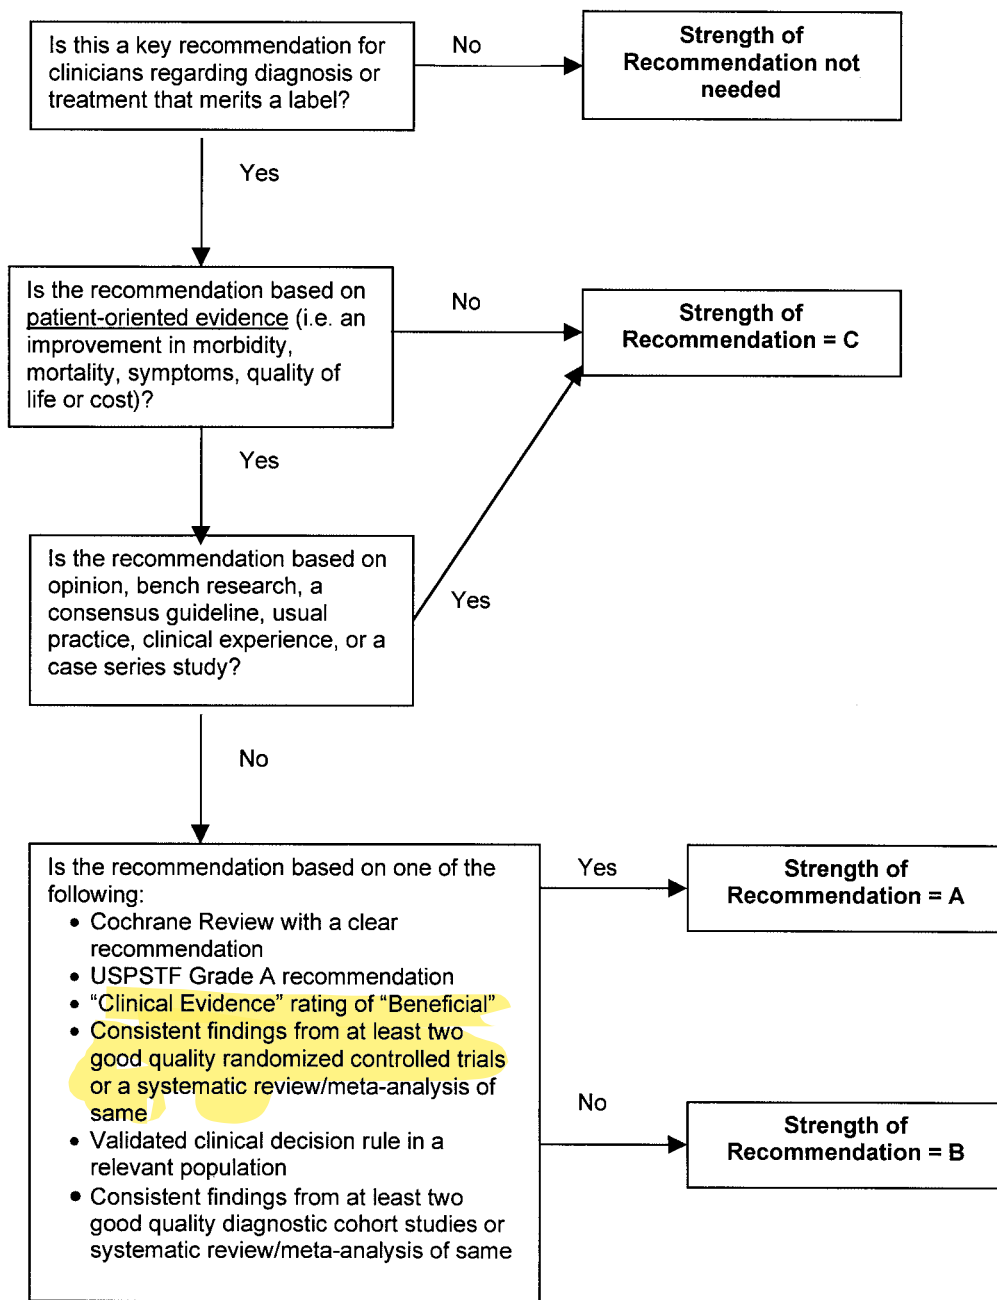 Is this a key recommendation for
clinicians regarding diagnosis or
treatment that merits a label?
No
Strength of
Recommendation not
needed
Yes
Is the recommendation based on
patient-oriented evidence (i.e. an
improvement in morbidity,
mortality, symptoms, quality of
life or cost)?
No
Strength of
Recommendation = C
Yes
Is the recommendation based on
opinion, bench research, a
consensus guideline, usual
practice, clinical experience, or a
case series study?
Yes
No
Is the recommendation based on one of the
following:
• Cochrane Review with a clear
recommendation
• USPSTF Grade A recommendation
• “Clinical Evidence” rating of “Beneficial”
• Consistent findings from at least two
good quality randomized controlled trials
or a systematic review/meta-analysis of
same
• Validated clinical decision rule in a
relevant population
• Consistent findings from at least two
good quality diagnostic cohort studies or
systematic review/meta-analysis of same
Yes
Strength of
Recommendation = A
No
Strength of
Recommendation = B